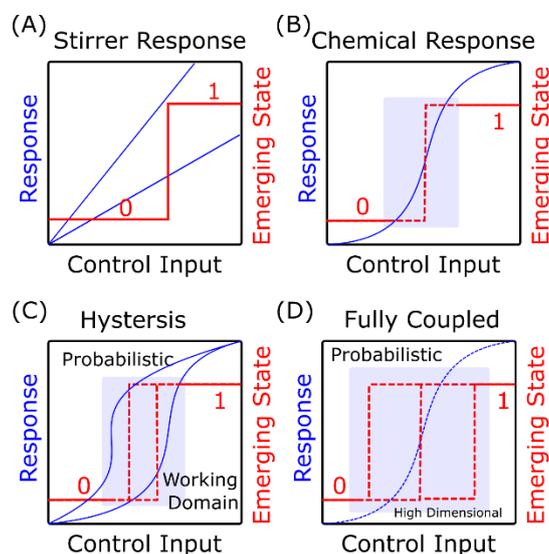 (A)
Stirrer Response
Response
0
1
Emerging State
Control Input
(B)
Chemical Response
Response
0
1
Emerging State
Control Input
(C)
Hystersis
Probabilistic
Response
0
1
Working
Domain
Emerging State
Control Input
(D)
Fully Coupled
Probabilistic
Response
0
1
High Dimensional
Emerging State
Control Input